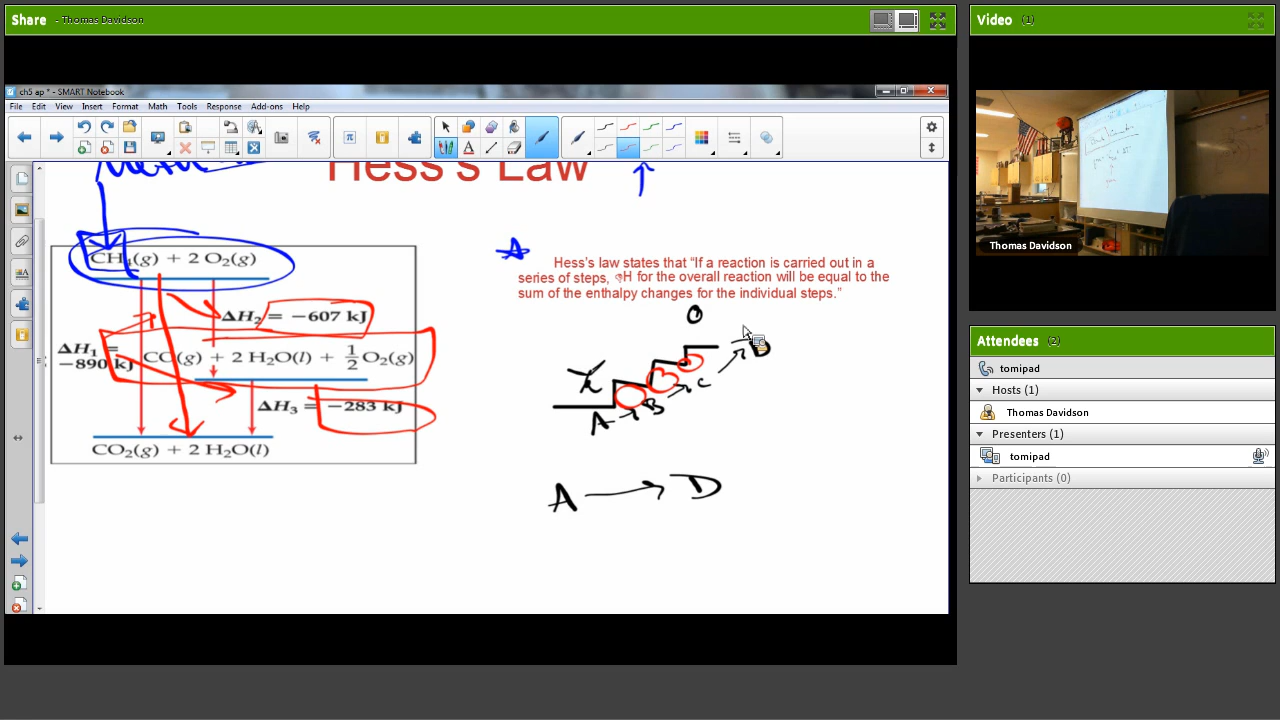 Share - Thomas Davidson
ch5 ap * - SMART Notebook
File Edit View Insert Format Math Tools Response Add-ons Help
Hess's Law
CH₄(g) + 2 O₂(g)
ΔH₂ = −607 kJ
ΔH₁ =
−890 kJ
CO(g) + 2 H₂O(l) + 1/2 O₂(g)
ΔH₃ = −283 kJ
CO₂(g) + 2 H₂O(l)
Hess's law states that "If a reaction is carried out in a
series of steps, H for the overall reaction will be equal to the
sum of the enthalpy changes for the individual steps."
A → B → C → D
A → D
Video (1)
Thomas Davidson
Attendees (2)
tomipad
Hosts (1)
Thomas Davidson
Presenters (1)
tomipad
Participants (0)